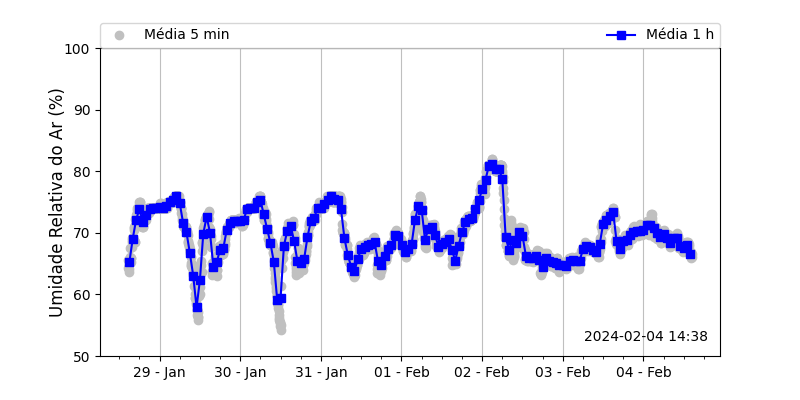 Média 5 min
Média 1 h
Umidade Relativa do Ar (%)
100
90
80
70
60
50
2024-02-04 14:38
29 - Jan
30 - Jan
31 - Jan
01 - Feb
02 - Feb
03 - Feb
04 - Feb